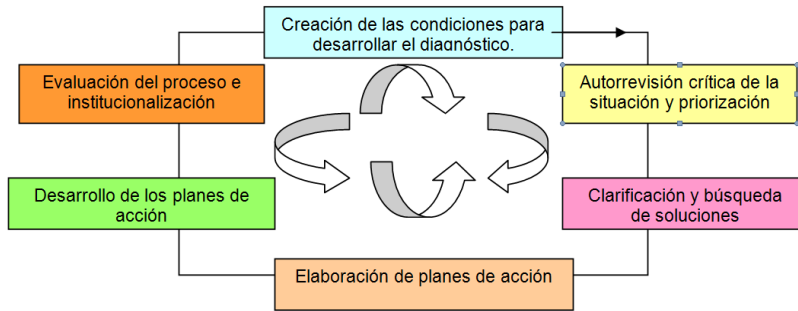 Creación de las condiciones para
desarrollar el diagnóstico.
Evaluación del proceso e
institucionalización
Autorrevisión crítica de la
situación y priorización
Desarrollo de los planes de
acción
Clarificación y búsqueda
de soluciones
Elaboración de planes de acción